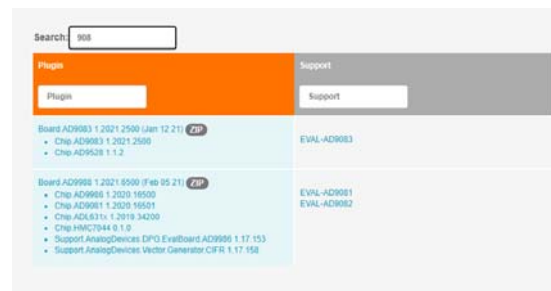 Search: 908
Plugin
Support
Plugin
Support
Board.AD9083 1.2021.2500 (Jan 12 21) ZIP
Chip.AD9083 1.2021.2500
Chip.AD9528 1.1.2
EVAL-AD9083
Board.AD9988 1.2021.6500 (Feb 05 21) ZIP
Chip.AD9986 1.2020.16500
Chip.AD9081 1.2020.16501
Chip.ADL631x 1.2019.34200
Chip.HMC7044 0.1.0
Support.AnalogDevices.DPG.EvalBoard.AD9986 1.17.153
Support.AnalogDevices.Vector.Generator.CIFR 1.17.158
EVAL-AD9081
EVAL-AD9082